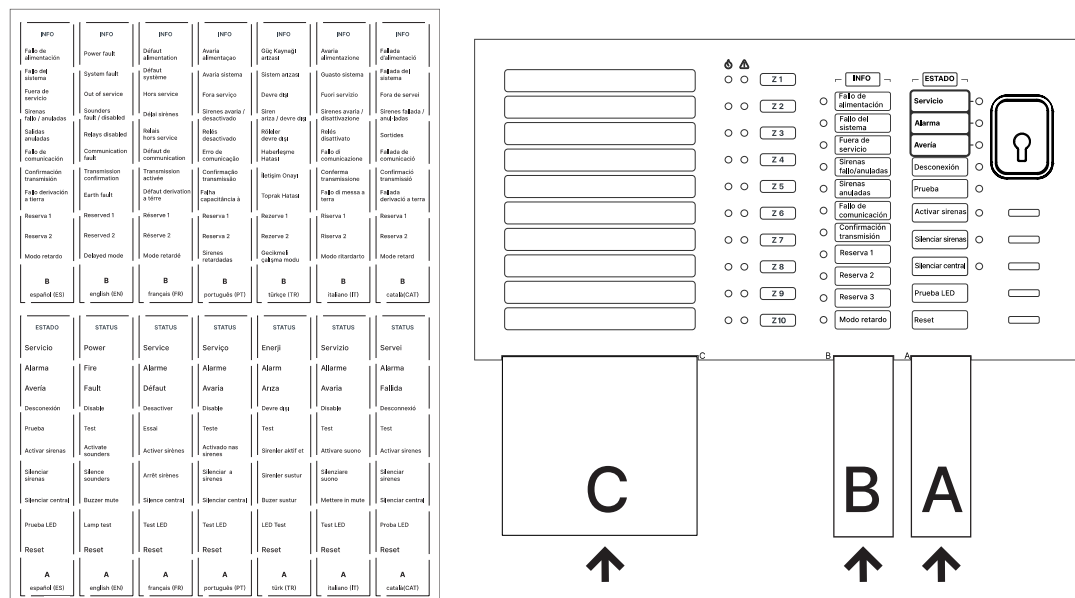 INFO
Fallo de
alimentación
Fallo del
sistema
Fuera de
servicio
Sirenas
fallo / anuladas
Salidas
anuladas
Fallo de
comunicación
Confirmación
transmisión
Fallo derivación
a tierra
Reserva 1
Reserva 2
Modo retardo
B
español (ES)
INFO
Power fault
System fault
Out of service
Sounders
fault / disabled
Relays disabled
Communication
fault
Transmission
confirmation
Earth fault
Reserved 1
Reserved 2
Delayed mode
B
english (EN)
INFO
Défaut
alimentation
Défaut
système
Hors service
Délai sirènes
Relais
hors service
Défaut de
communication
Transmission
activée
Défaut derivation
a térre
Réserve 1
Réserve 2
Modo retardé
B
français (FR)
INFO
Avaria
alimentaçao
Avaria sistema
Fora serviço
Sirenes avaria /
desactivado
Relés
desactivado
Erro de
comunicação
Confirmação
transmissão
Falha
capacitância á
Reserva 1
Reserva 2
Sirenes
retardadas
B
português (PT)
INFO
Güç Kaynağı
arızası
Sistem arızası
Devre dışı
Siren
arıza / devre dışı
Röleler
devre dışı
Haberleşme
Hatası
İletişim Onayı
Toprak Hatası
Rezerve 1
Rezerve 2
Gecikmeli
çalışma modu
B
türkçe (TR)
INFO
Avaria
alimentazione
Guasto sistema
Fuori servizio
Sirenes avaria /
disattivazione
Relés
disattivato
Fallo di
comunicazione
Conferma
transmissione
Fallo di messa a
terra
Riserva 1
Riserva 2
Modo ritardarto
B
italiano (IT)
INFO
Fallada
d'alimentació
Fallada del
sistema
Fora de servei
Sirenes fallada /
anul·ladas
Sortides
Fallada de
comunicació
Confirmació
transmissió
Fallada
derivació a terra
Reserva 1
Reserva 2
Modo retardo
B
català(CAT)
ESTADO
Servicio
Alarma
Avería
Desconexión
Prueba
Activar sirenas
Silenciar
sirenas
Silenciar central
Prueba LED
Reset
A
español (ES)
STATUS
Power
Fire
Fault
Disable
Test
Activate
sounders
Silence
sounders
Buzzer mute
Lamp test
Reset
A
english (EN)
STATUS
Service
Alarme
Défaut
Desactiver
Essai
Activer sirènes
Arrêt sirènes
Silence central
Test LED
Reset
A
français (FR)
STATUS
Serviço
Alarme
Avaria
Disable
Teste
Activado nas
sirenes
Silenciar a
sirenes
Silenciar central
Test LED
Reset
A
português (PT)
STATUS
Enerji
Alarm
Arıza
Devre dışı
Test
Sirenler aktif et
Sirenler sustur
Buzer sustur
LED Test
Reset
A
türk (TR)
STATUS
Servizio
Allarme
Avaria
Disable
Test
Attivare suono
Silenziare
suono
Mettere in mute
Test LED
Reset
A
italiano (IT)
STATUS
Servei
Alarme
Fallida
Desconnexió
Test
Activar sirenes
Silenciar
sirenes
Silenciar central
Proba LED
Reset
A
català(CAT)
Z 1
Z 2
Z 3
Z 4
Z 5
Z 6
Z 7
Z 8
Z 9
Z 10
INFO
Fallo de
alimentación
Fallo del
sistema
Fuera de
servicio
Sirenas
fallo/anuladas
Sirenas
anuladas
Fallo de
comunicación
Confirmación
transmisión
Reserva 1
Reserva 2
Reserva 3
Modo retardo
ESTADO
Servicio
Alarma
Avería
Desconexión
Prueba
Activar sirenas
Silenciar sirenas
Silenciar central
Prueba LED
Reset
C
B
A
C
B
A